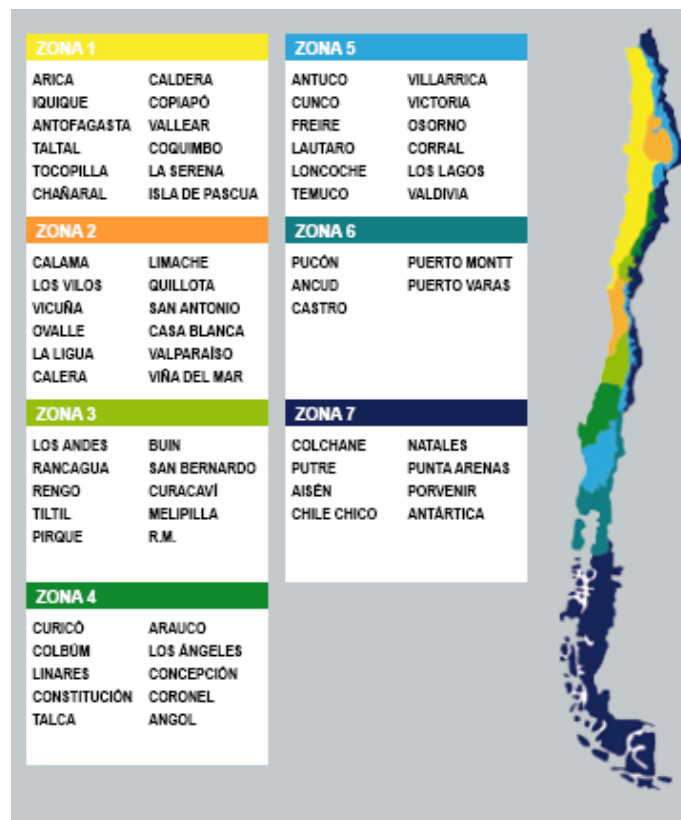 ZONA 1
ARICA CALDERA
IQUIQUE COPIAPÓ
ANTOFAGASTA VALLEAR
TALTAL COQUIMBO
TOCOPILLA LA SERENA
CHAÑARAL ISLA DE PASCUA
ZONA 2
CALAMA LIMACHE
LOS VILOS QUILLOTA
VICUÑA SAN ANTONIO
OVALLE CASA BLANCA
LA LIGUA VALPARAÍSO
CALERA VIÑA DEL MAR
ZONA 3
LOS ANDES BUIN
RANCAGUA SAN BERNARDO
RENGO CURACAVÍ
TILTIL MELIPILLA
PIRQUE R.M.
ZONA 4
CURICÓ ARAUCO
COLBÚM LOS ÁNGELES
LINARES CONCEPCIÓN
CONSTITUCIÓN CORONEL
TALCA ANGOL
ZONA 5
ANTUCO VILLARRICA
CUNCO VICTORIA
FREIRE OSORNO
LAUTARO CORRAL
LONCOCHE LOS LAGOS
TEMUCO VALDIVIA
ZONA 6
PUCÓN PUERTO MONTT
ANCUD PUERTO VARAS
CASTRO
ZONA 7
COLCHANE NATALES
PUTRE PUNTA ARENAS
AISÉN PORVENIR
CHILE CHICO ANTÁRTICA